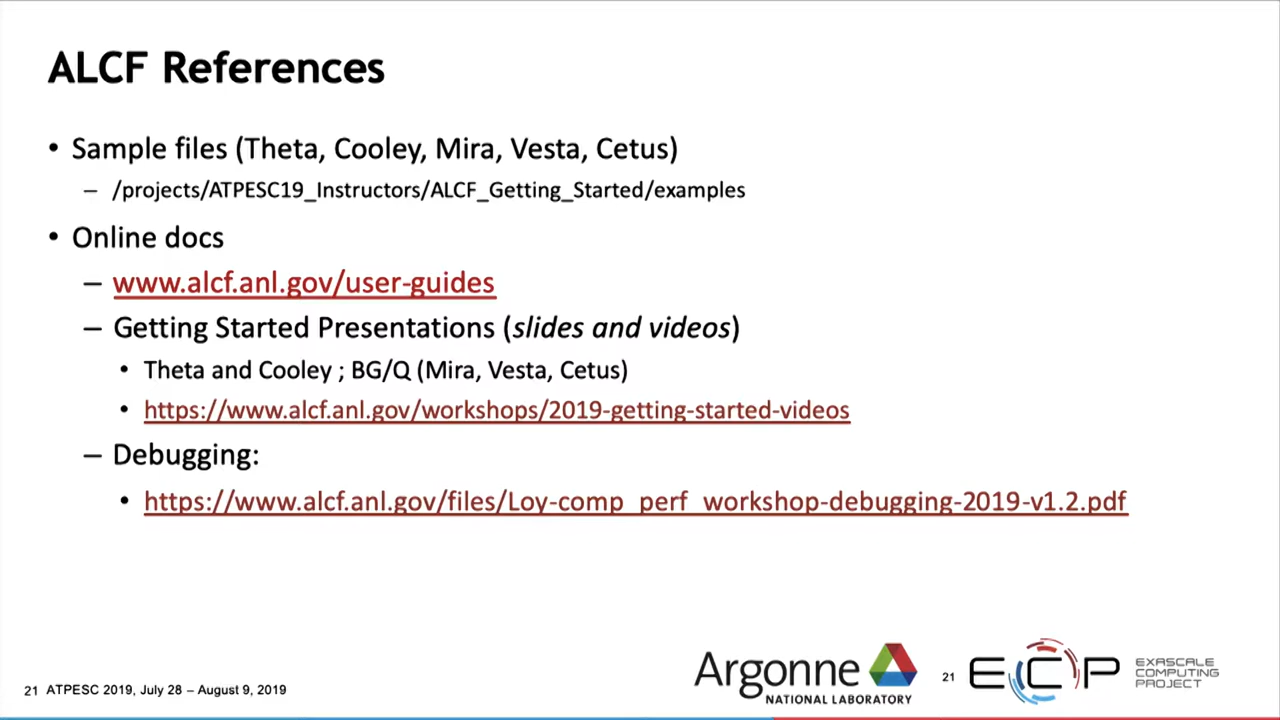 ALCF References
• Sample files (Theta, Cooley, Mira, Vesta, Cetus)
– /projects/ATPESC19_Instructors/ALCF_Getting_Started/examples
• Online docs
– www.alcf.anl.gov/user-guides
– Getting Started Presentations (slides and videos)
• Theta and Cooley ; BG/Q (Mira, Vesta, Cetus)
• https://www.alcf.anl.gov/workshops/2019-getting-started-videos
– Debugging:
• https://www.alcf.anl.gov/files/Loy-comp_perf_workshop-debugging-2019-v1.2.pdf
21 ATPESC 2019, July 28 – August 9, 2019
Argonne
NATIONAL LABORATORY
21
ECP
EXASCALE
COMPUTING
PROJECT